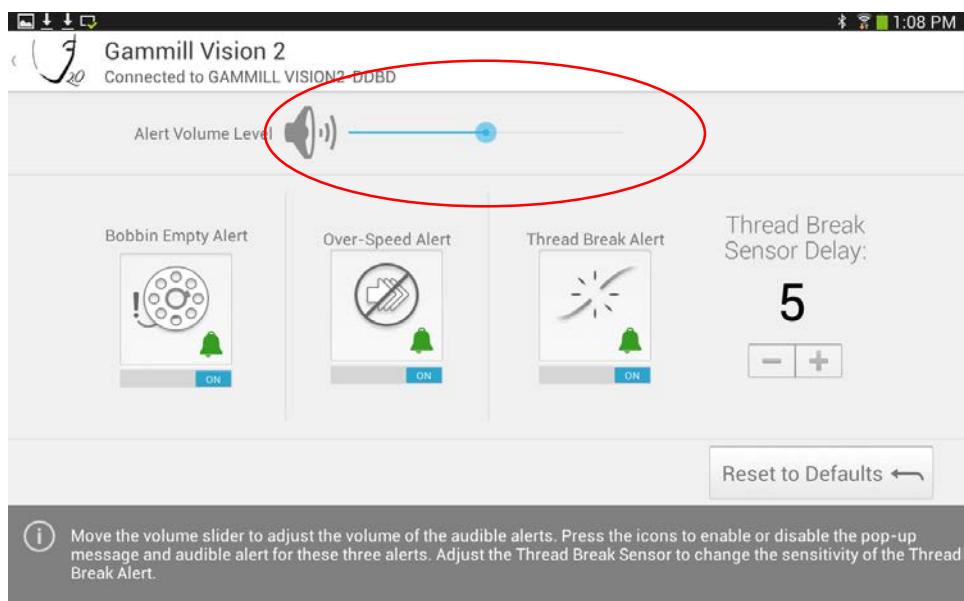 1:08 PM
Gammill Vision 2
Connected to GAMMILL VISION2-DDBD
Alert Volume Level
Bobbin Empty Alert
Over-Speed Alert
Thread Break Alert
Thread Break
Sensor Delay:
5
ON
ON
ON
Reset to Defaults
Move the volume slider to adjust the volume of the audible alerts. Press the icons to enable or disable the pop-up
message and audible alert for these three alerts. Adjust the Thread Break Sensor to change the sensitivity of the Thread
Break Alert.